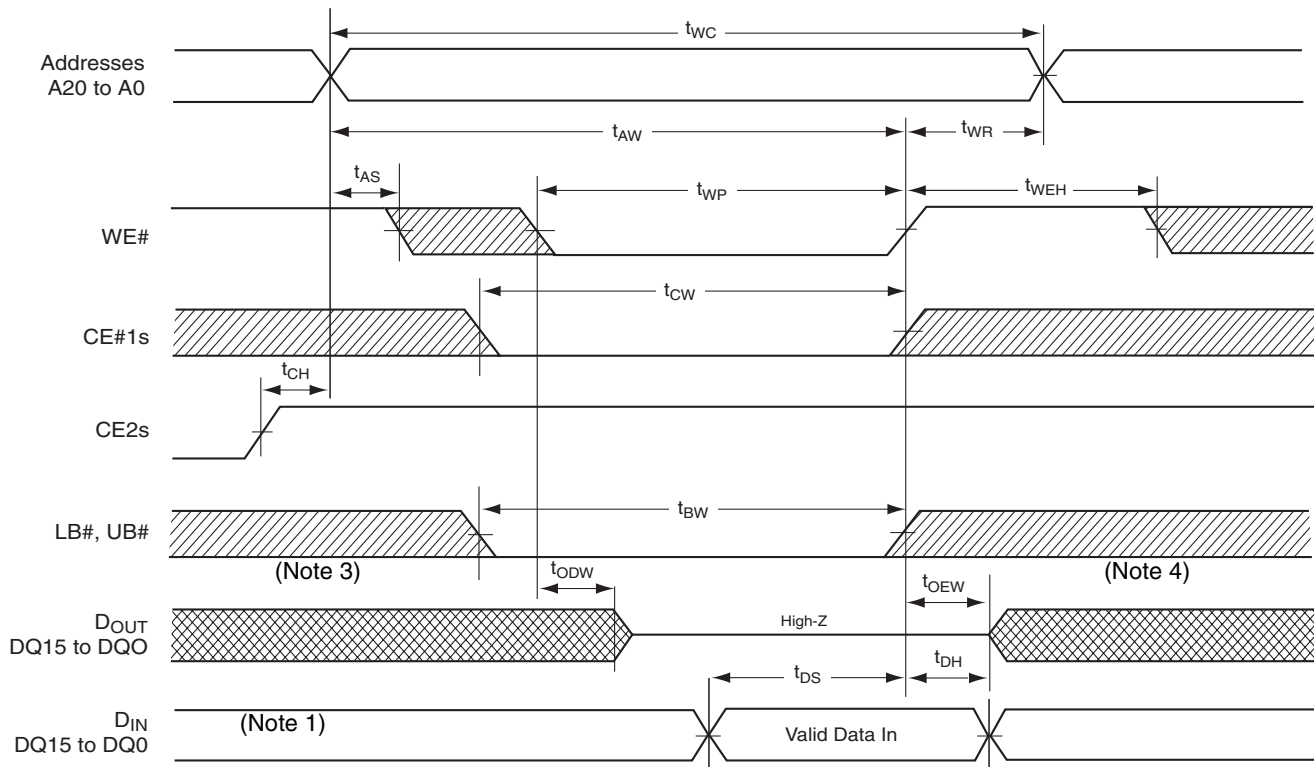 tWC
Addresses
A20 to A0
tAW
tWR
tAS
tWP
tWEH
WE#
tCW
CE#1s
tCH
CE2s
tBW
LB#, UB#
(Note 3)
(Note 4)
tODW
tOEW
DOUT
DQ15 to DQO
High-Z
tDS
tDH
DIN
DQ15 to DQ0
(Note 1)
Valid Data In